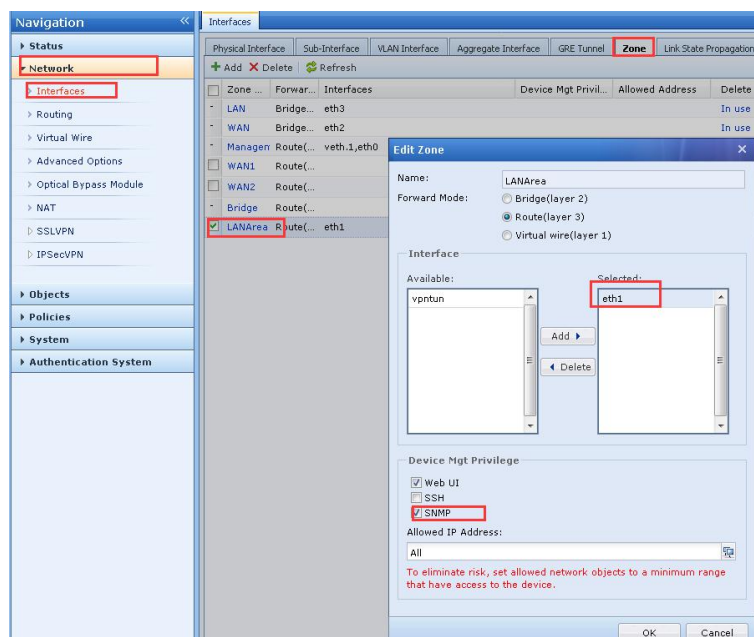 Navigation
Status
Network
Interfaces
Routing
Virtual Wire
Advanced Options
Optical Bypass Module
NAT
SSLVPN
IPSecVPN
Objects
Policies
System
Authentication System
Interfaces
Physical Interface Sub-Interface VLAN Interface Aggregate Interface GRE Tunnel Zone Link State Propagation
Add Delete Refresh
Zone ... Forwar... Interfaces Device Mgt Privil... Allowed Address Delete
LAN Bridge... eth3 In use
WAN Bridge... eth2 In use
Managen Route(... veth.1,eth0
WAN1 Route(...
WAN2 Route(...
Bridge Route(...
LANArea Route(... eth1
Edit Zone
Name: LANArea
Forward Mode: Bridge(layer 2)
Route(layer 3)
Virtual wire(layer 1)
Interface
Available: Selected:
vpntun eth1
Add
Delete
Device Mgt Privilege
Web UI
SSH
SNMP
Allowed IP Address:
All
To eliminate risk, set allowed network objects to a minimum range
that have access to the device.
OK Cancel